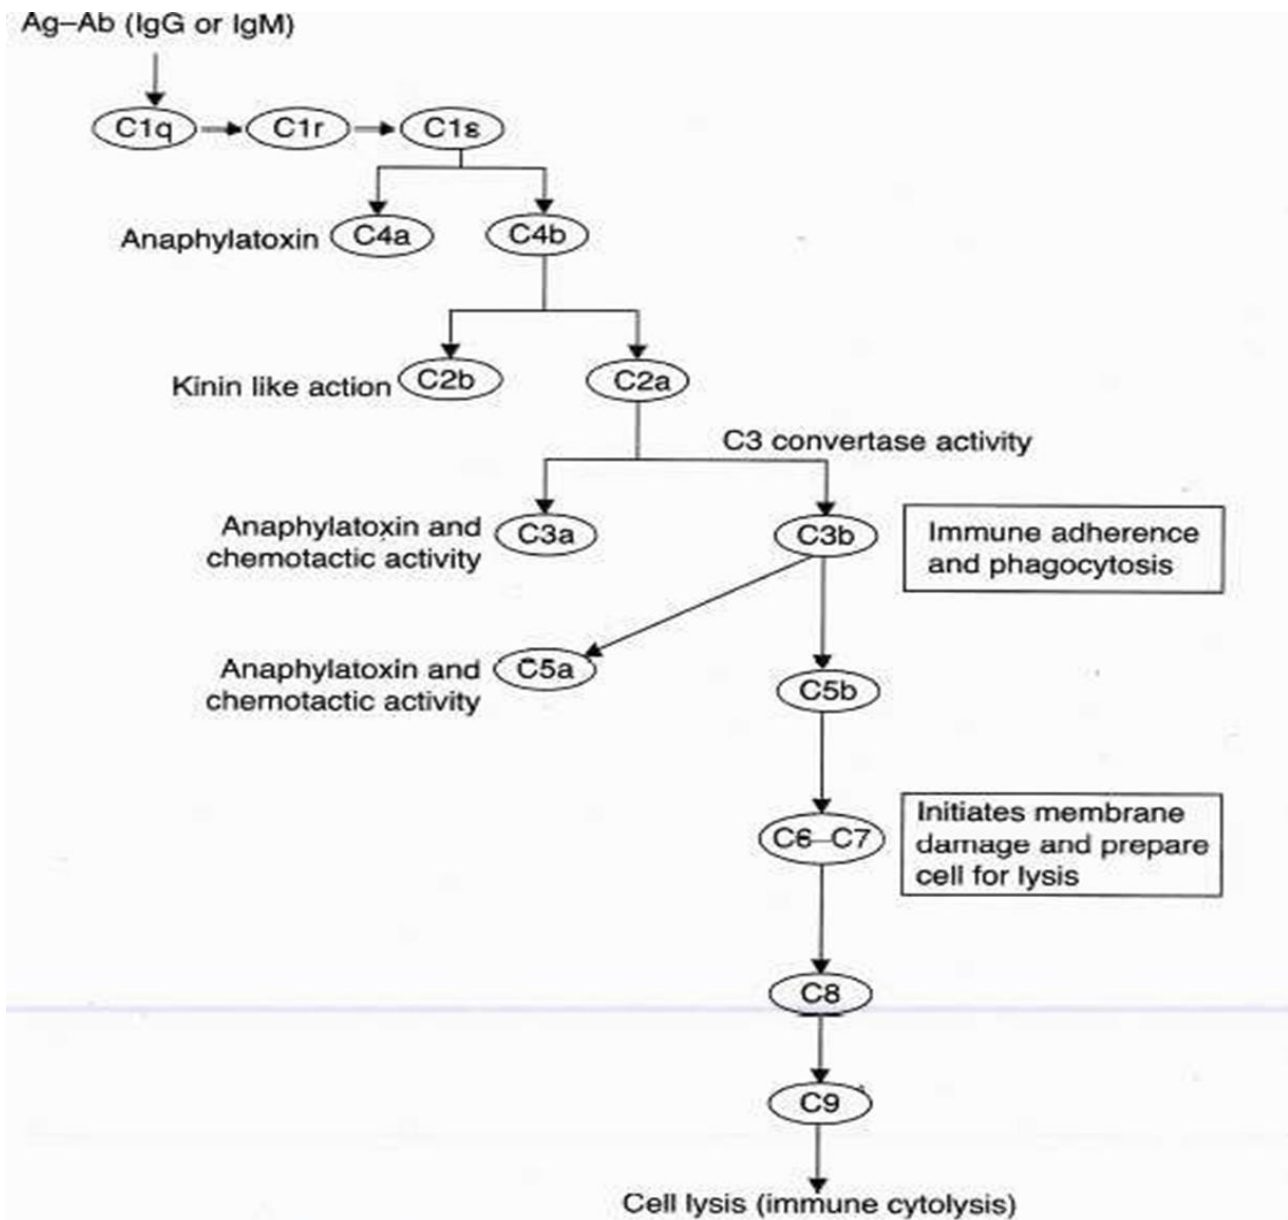 Ag–Ab (IgG or IgM)
C1q
C1r
C1s
Anaphylatoxin
C4a
C4b
Kinin like action
C2b
C2a
C3 convertase activity
Anaphylatoxin and
chemotactic activity
C3a
C3b
Immune adherence
and phagocytosis
Anaphylatoxin and
chemotactic activity
C5a
C5b
C6–C7
Initiates membrane
damage and prepare
cell for lysis
C8
C9
Cell lysis (immune cytolysis)